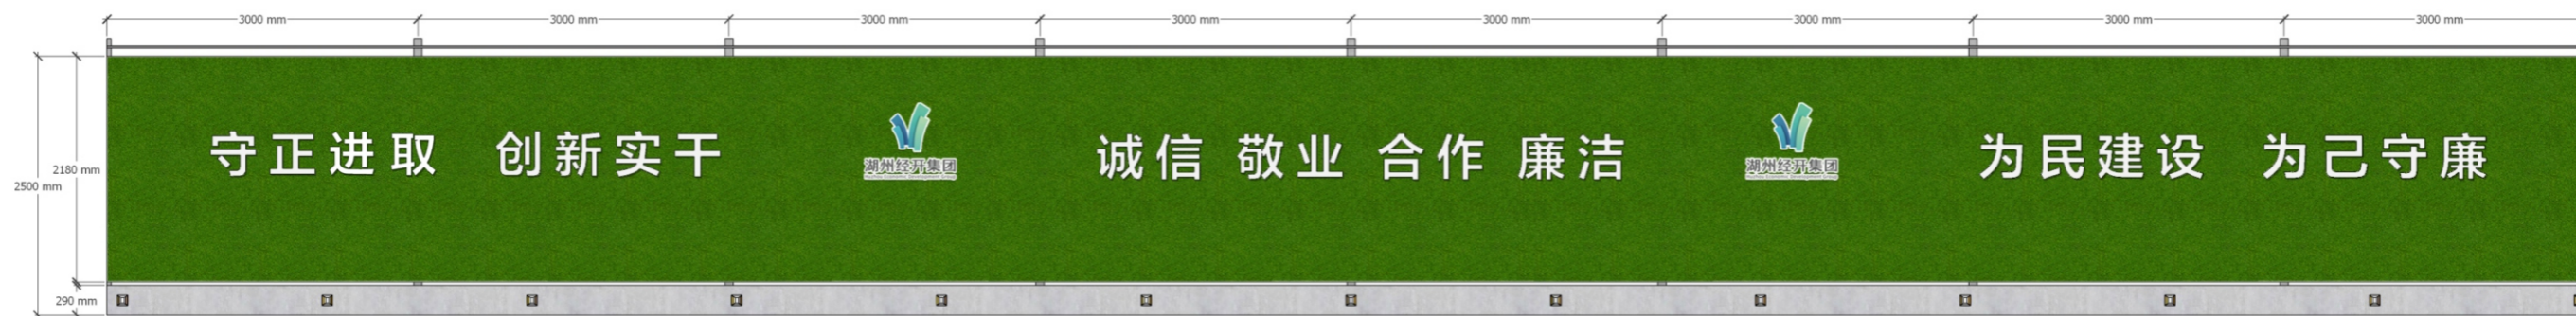 3000 mm 3000 mm 3000 mm 3000 mm 3000 mm 3000 mm 3000 mm 3000 mm
守正进取 创新实干
湖州经开集团
诚信 敬业 合作 廉洁
湖州经开集团
为民建设 为己守廉
2180 mm
2500 mm
290 mm